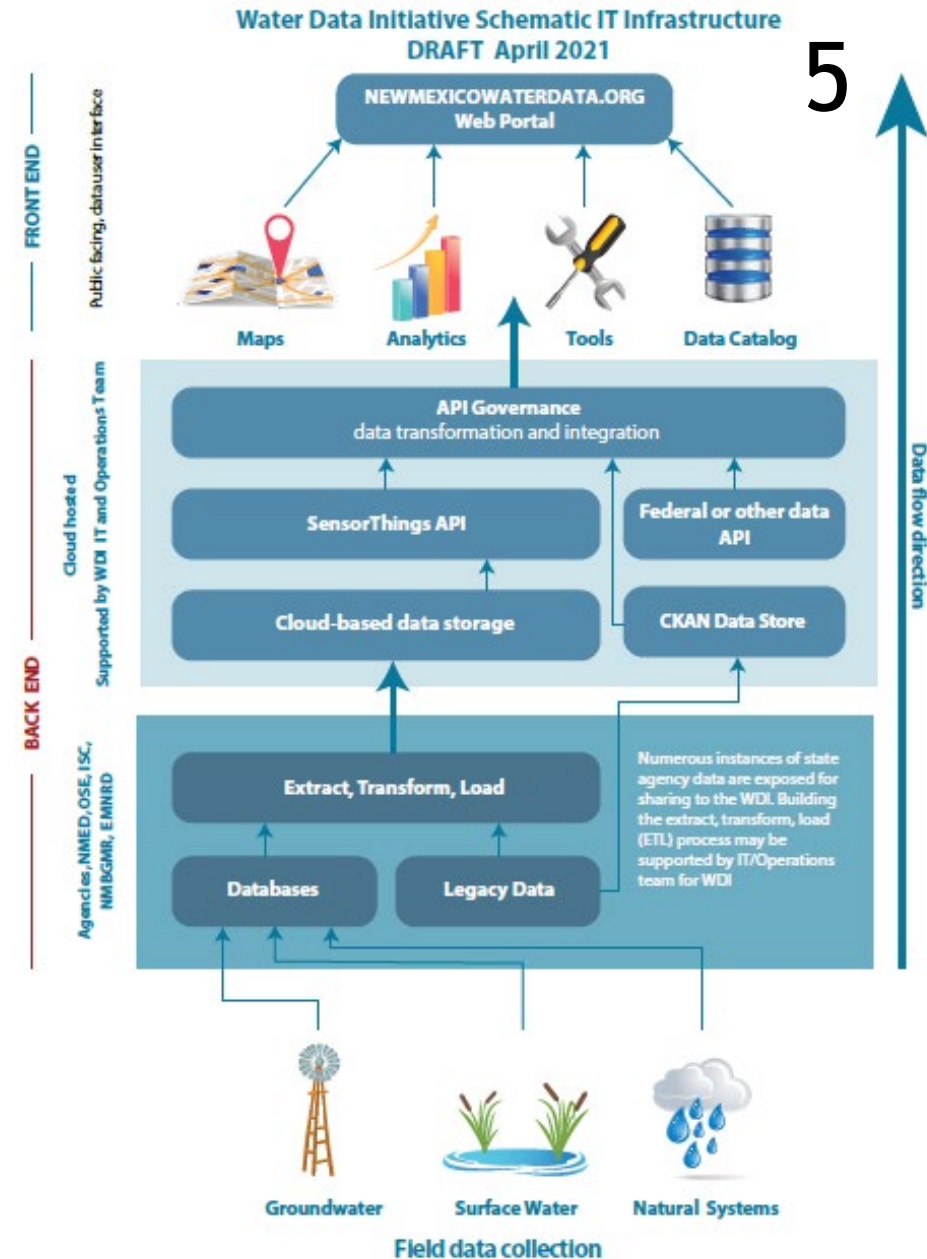 Water Data Initiative Schematic IT Infrastructure
DRAFT April 2021
5
NEWMEXICOWATERDATA.ORG
Web Portal
FRONT END
Public facing, data user interface
Maps
Analytics
Tools
Data Catalog
BACK END
Cloud hosted
Supported by WDI IT and Operations Team
API Governance
data transformation and integration
SensorThings API
Federal or other data
API
Cloud-based data storage
CKAN Data Store
Data flow direction
Agencies, NMED, OSE, ISC,
NMBGMR, EMNRD
Extract, Transform, Load
Databases
Legacy Data
Numerous instances of state
agency data are exposed for
sharing to the WDI. Building
the extract, transform, load
(ETL) process may be
supported by IT/Operations
team for WDI
Groundwater
Surface Water
Natural Systems
Field data collection